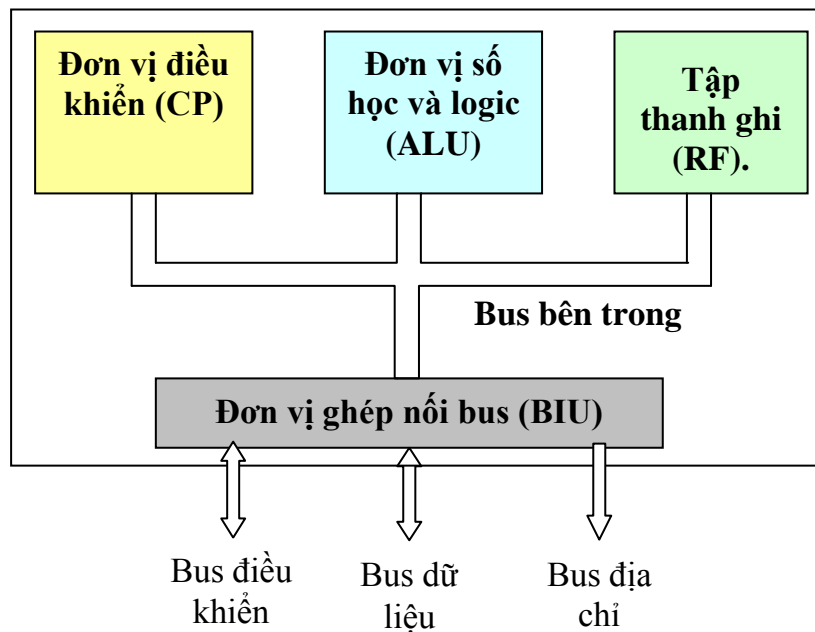 Đơn vị điều
khiển (CP)
Đơn vị số
học và logic
(ALU)
Tập
thanh ghi
(RF).
Bus bên trong
Đơn vị ghép nối bus (BIU)
Bus điều
khiển
Bus dữ
liệu
Bus địa
chỉ